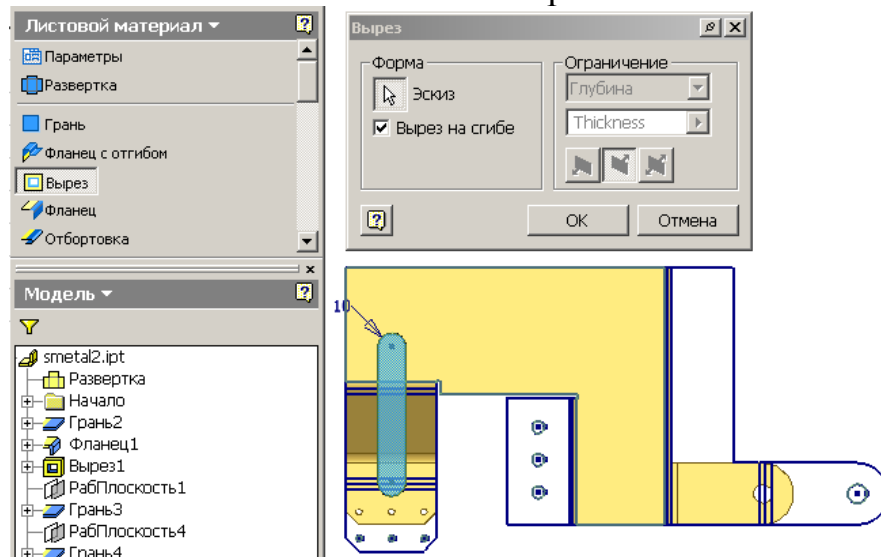 Листовой материал
Параметры
Развертка
Грань
Фланец с отгибом
Вырез
Фланец
Отбортовка
Модель
smetal2.ipt
Развертка
Начало
Грань2
Фланец1
Вырез1
РабПлоскость1
Грань3
РабПлоскость4
Грань4
Вырез
Форма
Эскиз
Вырез на сгибе
Ограничение
Глубина
Thickness
ОК
Отмена
10